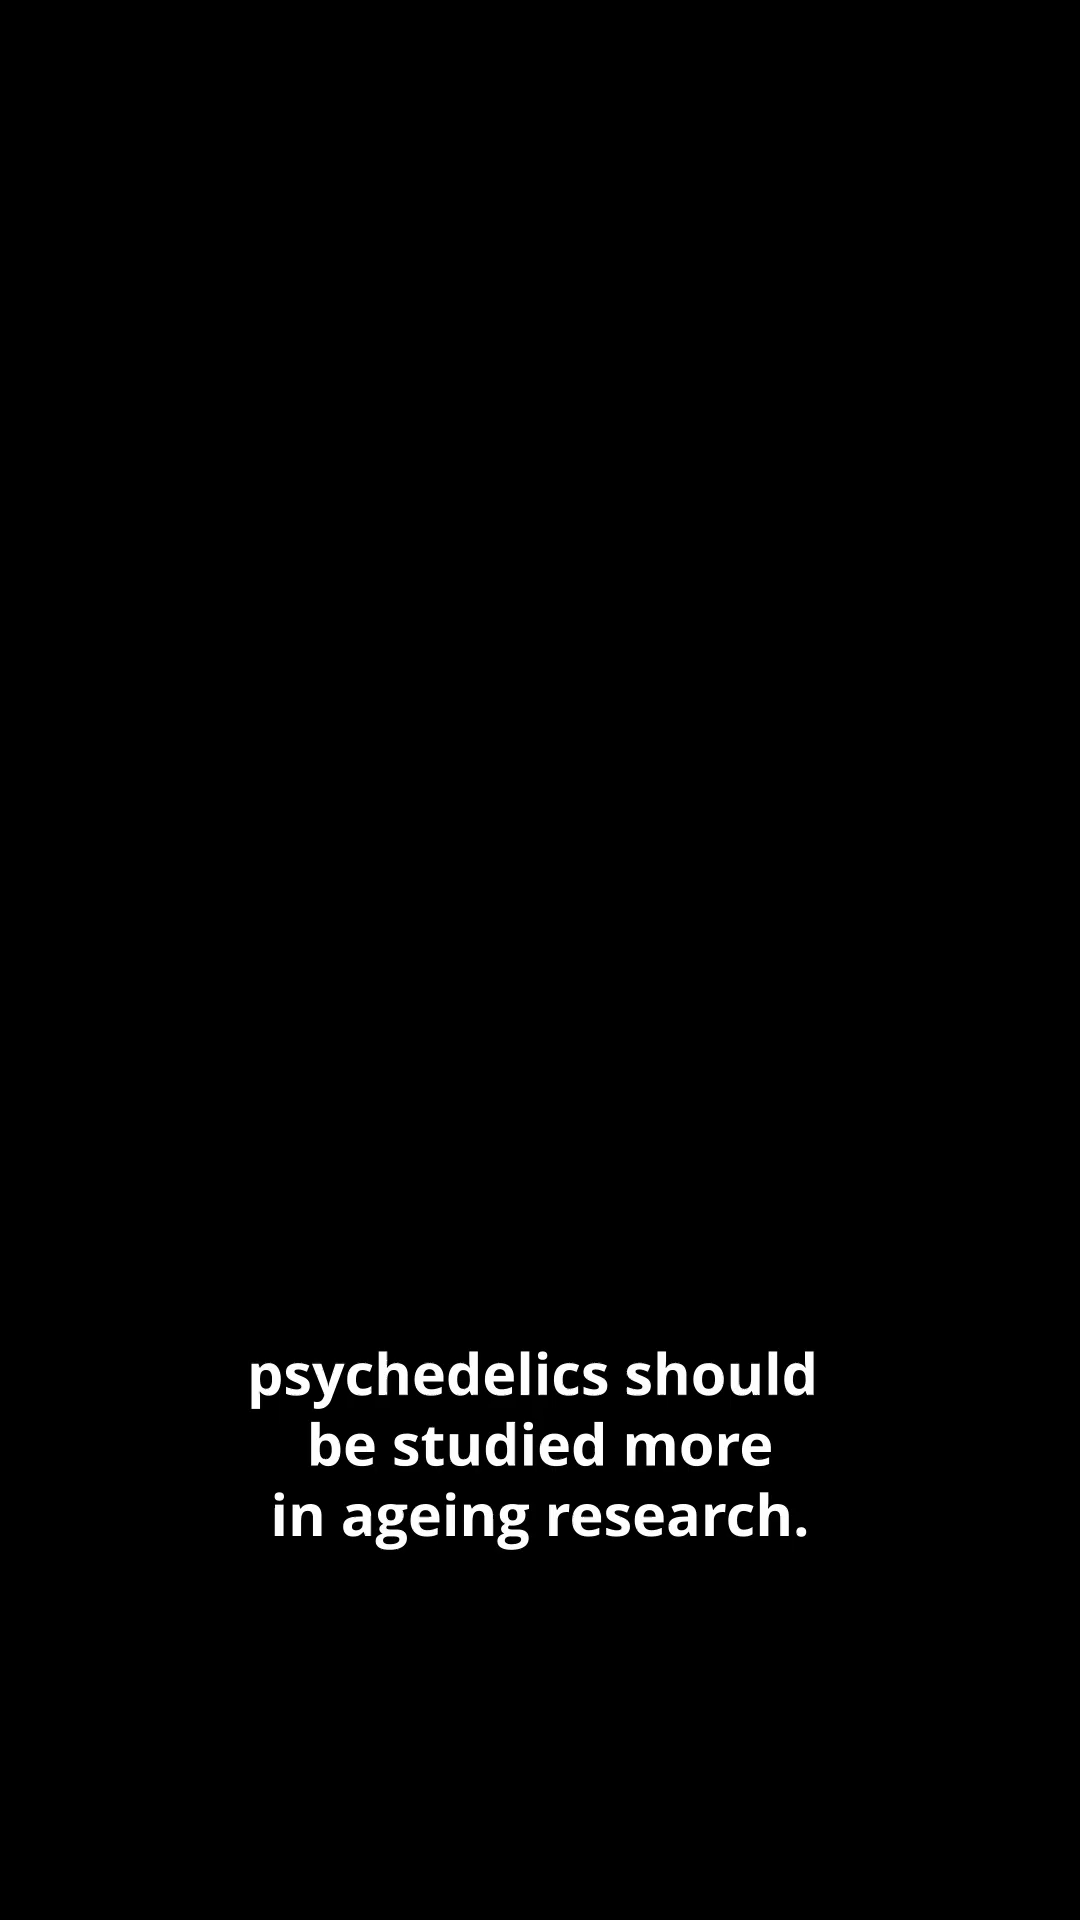 psychedelics should
be studied more
in ageing research.